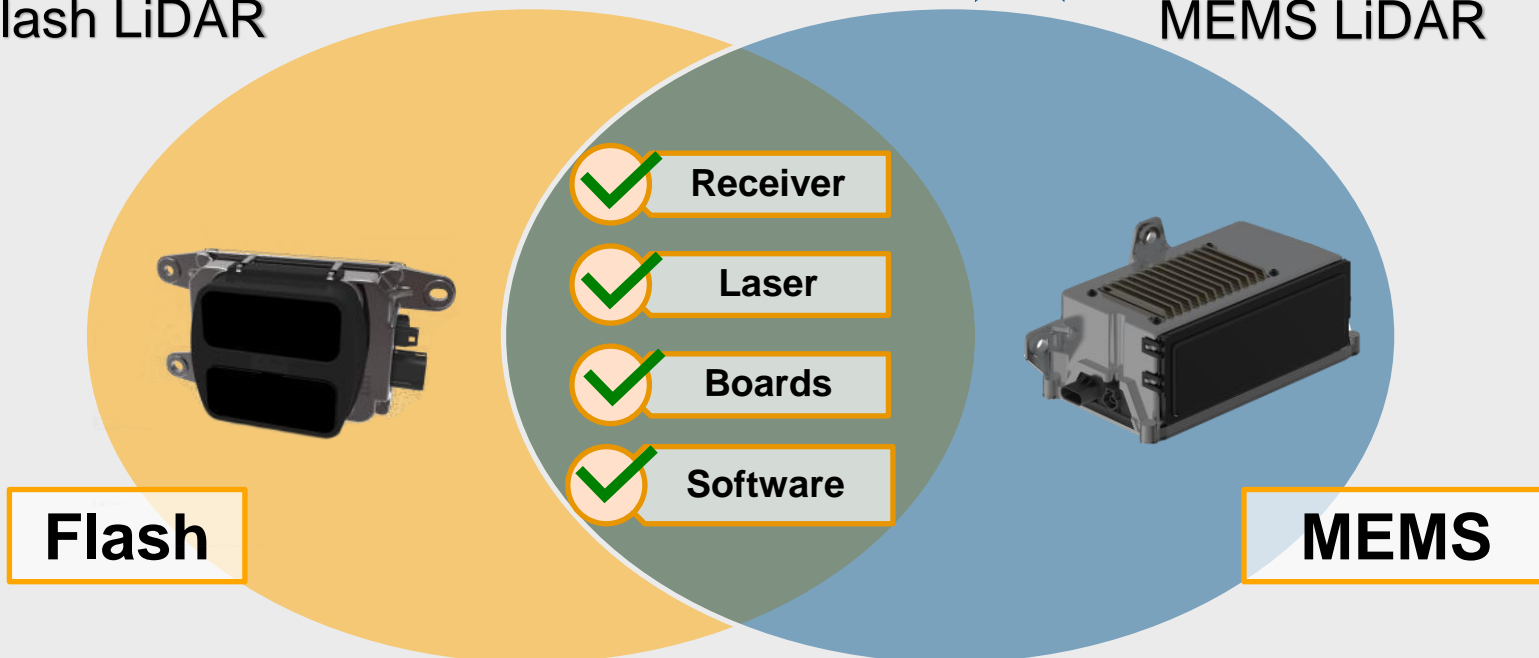 lash LiDAR
MEMS LiDAR
Receiver
Laser
Boards
Software
Flash
MEMS